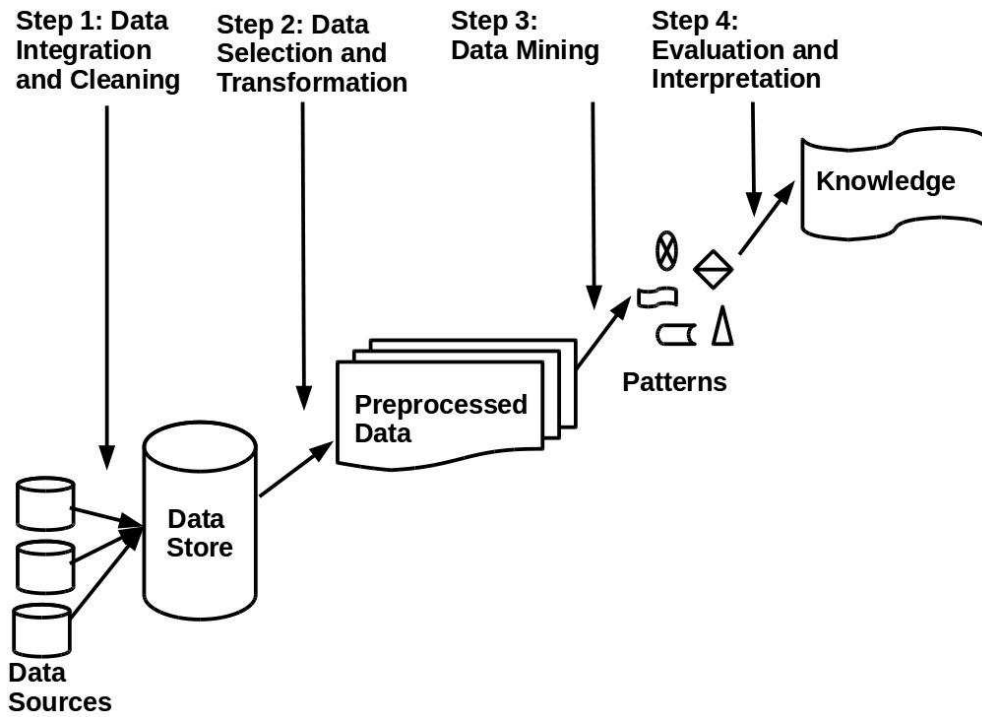 Step 1: Data
Integration
and Cleaning
Step 2: Data
Selection and
Transformation
Step 3:
Data Mining
Step 4:
Evaluation and
Interpretation
Knowledge
Patterns
Preprocessed
Data
Data
Store
Data
Sources